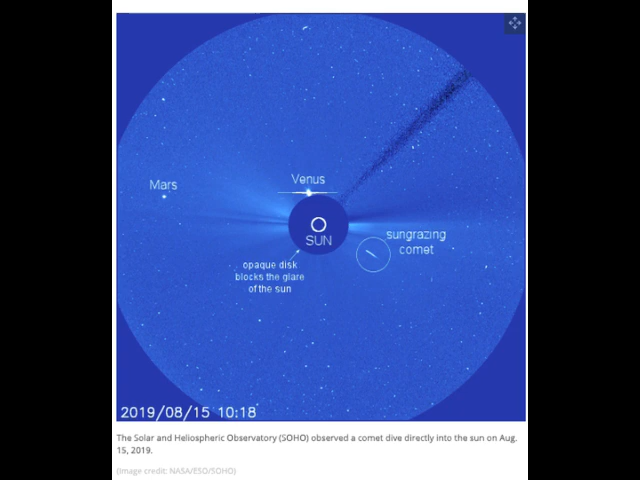 Venus
Mars
SUN
sungrazing
comet
opaque disk
blocks the glare
of the sun
2019/08/15 10:18
The Solar and Heliospheric Observatory (SOHO) observed a comet dive directly into the sun on Aug.
15, 2019.
(Image credit: NASA/ESO/SOHO)